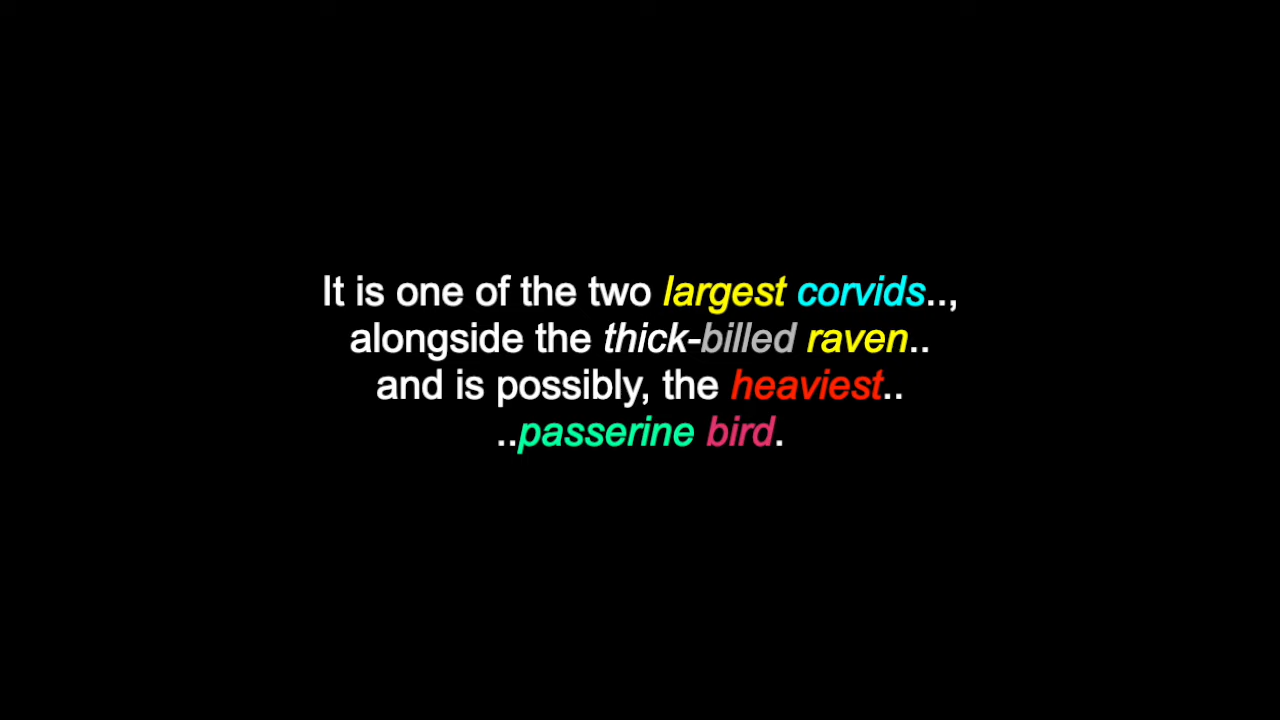 It is one of the two largest corvids..,
alongside the thick-billed raven..
and is possibly, the heaviest..
..passerine bird.